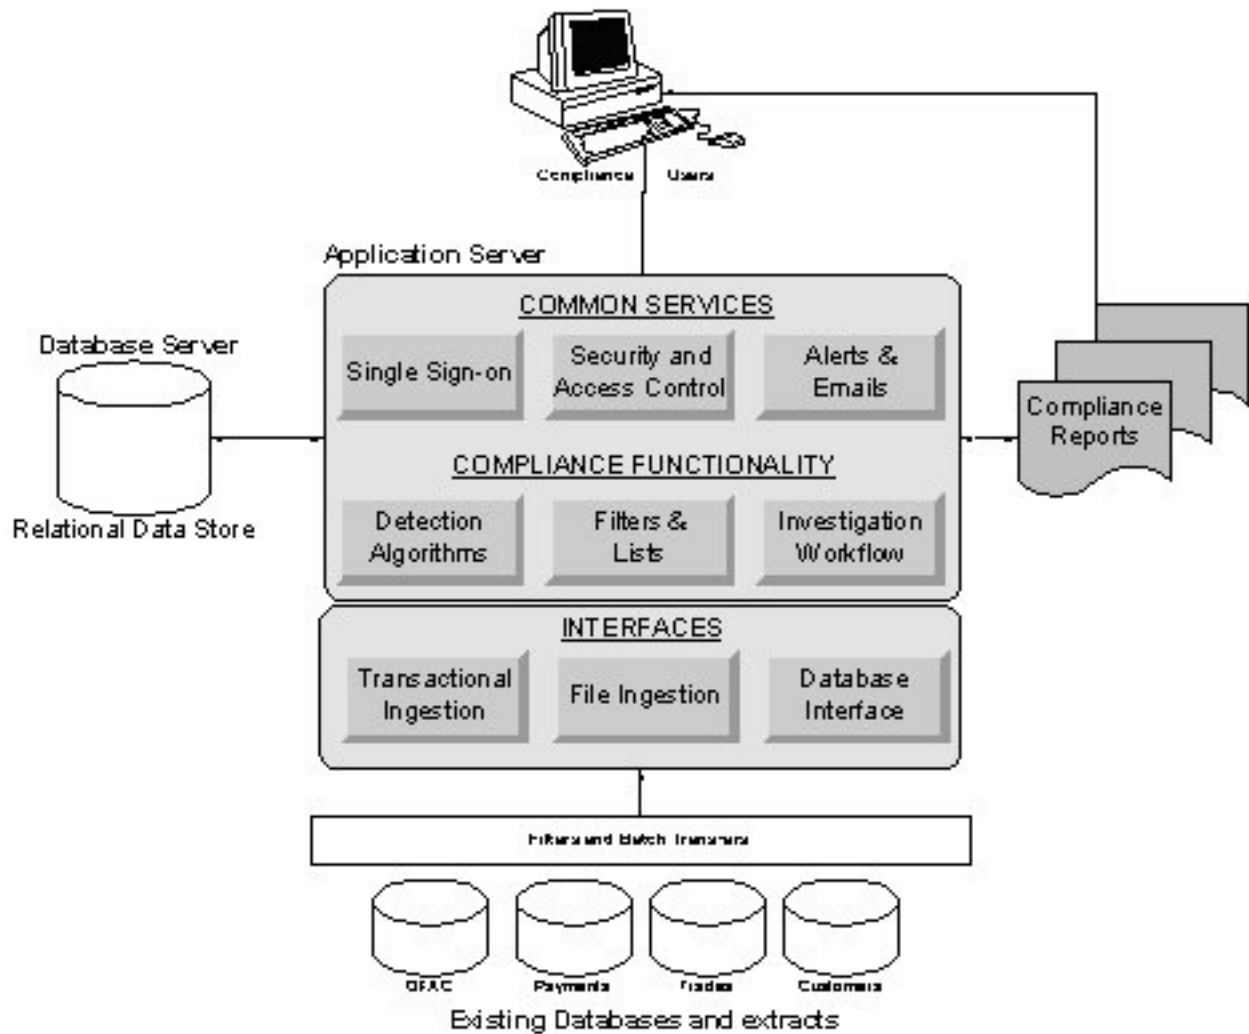 Compliance Users
Application Server
COMMON SERVICES
Single Sign-on
Security and
Access Control
Alerts &
Emails
Database Server
Relational Data Store
Compliance
Reports
COMPLIANCE FUNCTIONALITY
Detection
Algorithms
Filters &
Lists
Investigation
Workflow
INTERFACES
Transactional
Ingestion
File Ingestion
Database
Interface
Filters and Batch Transfers
OFAC
Payments
Trades
Customers
Existing Databases and extracts